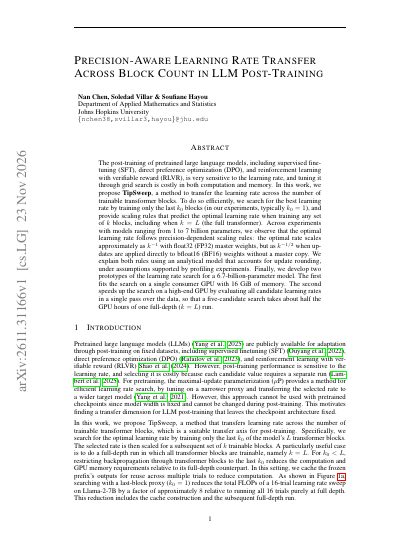 PRECISION-AWARE LEARNING RATE TRANSFER
ACROSS BLOCK COUNT IN LLM POST-TRAINING
Nan Chen, Soledad Villar & Soufiane Hayou
Department of Applied Mathematics and Statistics
Johns Hopkins University
{nchen38,svillar3,hayou}@jhu.edu
ABSTRACT
The post-training of pretrained large language models, including supervised fine-
tuning (SFT), direct preference optimization (DPO), and reinforcement learning
with verifiable reward (RLVR), is very sensitive to the learning rate, and tuning it
through grid search is costly in both computation and memory. In this work, we
propose TipSweep, a method to transfer the learning rate across the number of
trainable transformer blocks. To do so efficiently, we search for the best learning
rate by training only the last k₀ blocks (in our experiments, typically k₀ = 1), and
provide scaling rules that predict the optimal learning rate when training any set
of k blocks, including when k = L (the full transformer). Across experiments
with models ranging from 1 to 7 billion parameters, we observe that the optimal
learning rate follows precision-dependent scaling rules: the optimal rate scales
approximately as k⁻¹ with float32 (FP32) master weights, but as k⁻¹/² when up-
dates are applied directly to bfloat16 (BF16) weights without a master copy. We
explain both rules using an analytical model that accounts for update rounding,
under assumptions supported by profiling experiments. Finally, we develop two
prototypes of the learning rate search for a 6.7-billion-parameter model. The first
fits the search on a single consumer GPU with 16 GiB of memory. The second
speeds up the search on a high-end GPU by evaluating all candidate learning rates
in a single pass over the data, so that a five-candidate search takes about half the
GPU hours of one full-depth (k = L) run.
1 INTRODUCTION
Pretrained large language models (LLMs) (Yang et al., 2025) are publicly available for adaptation
through post-training on fixed datasets, including supervised finetuning (SFT) (Ouyang et al., 2022),
direct preference optimization (DPO) (Rafailov et al., 2023), and reinforcement learning with ver-
ifiable reward (RLVR) Shao et al. (2024). However, post-training performance is sensitive to the
learning rate, and selecting it is costly because each candidate value requires a separate run (Lam-
bert et al., 2025). For pretraining, the maximal-update parametrization (μP) provides a method for
efficient learning rate search, by tuning on a narrower proxy and transferring the selected rate to
a wider target model (Yang et al., 2021). However, this approach cannot be used with pretrained
checkpoints since model width is fixed and cannot be changed during post-training. This motivates
finding a transfer dimension for LLM post-training that leaves the checkpoint architecture fixed.
In this work, we propose TipSweep, a method that transfers learning rate across the number of
trainable transformer blocks, which is a suitable transfer axis for post-training. Specifically, we
search for the optimal learning rate by training only the last k₀ of the model's L transformer blocks.
The selected rate is then scaled for a subsequent set of k trainable blocks. A particularly useful case
is to do a full-depth run in which all transformer blocks are trainable, namely k = L. For k₀ < L,
restricting backpropagation through transformer blocks to the last k₀ reduces the computation and
GPU memory requirements relative to its full-depth counterpart. In this setting, we cache the frozen
prefix's outputs for reuse across multiple trials to reduce computation. As shown in Figure 1a,
searching with a last-block proxy (k₀ = 1) reduces the total FLOPs of a 16-trial learning rate sweep
on Llama-2-7B by a factor of approximately 8 relative to running all 16 trials purely at full depth.
This reduction includes the cache construction and the subsequent full-depth run.
1
arXiv:2611.31166v1 [cs.LG] 23 Nov 2026